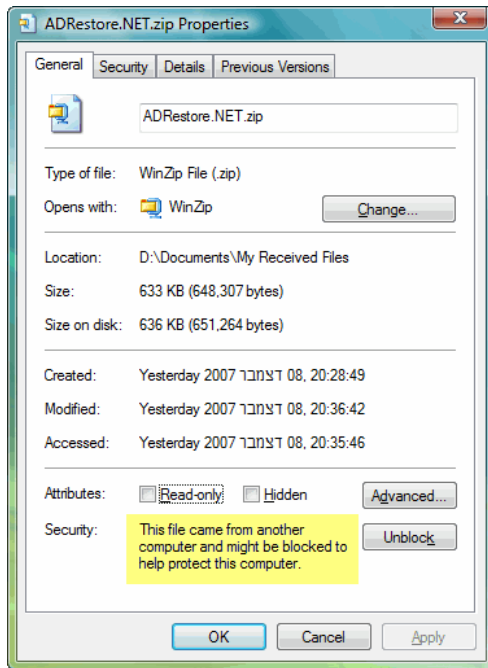 ADRestore.NET.zip Properties
General Security Details Previous Versions
ADRestore.NET.zip
Type of file: WinZip File (.zip)
Opens with: WinZip Change...
Location: D:\Documents\My Received Files
Size: 633 KB (648,307 bytes)
Size on disk: 636 KB (651,264 bytes)
Created: Yesterday 2007 דצמבר 08, 20:28:49
Modified: Yesterday 2007 דצמבר 08, 20:36:42
Accessed: Yesterday 2007 דצמבר 08, 20:35:46
Attributes: Read-only Hidden Advanced...
Security: This file came from another
computer and might be blocked to
help protect this computer.
Unblock
OK Cancel Apply